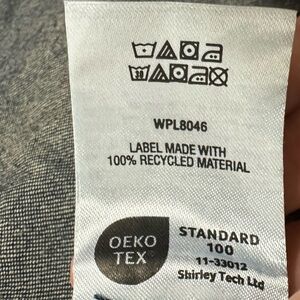 WPL8046
LABEL MADE WITH
100% RECYCLED MATERIAL
OEKO
TEX
STANDARD
100
11-33012
Shirley Tech Ltd